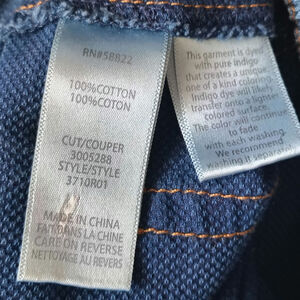 RN#58822
100%COTTON
100%COTON
CUT/COUPER
3005288
STYLE/STYLE
3710R01
MADE IN CHINA
FAIT DANS LA CHINE
CARE ON REVERSE
NETTOYAGE AU REVERS
This garment is dyed
with pure indigo
that creates a unique
one of a kind coloring
Indigo dye will likely
transfer onto a lighter
colored surface.
The color will continue
to fade
with each washing
We recommend
washing it separately